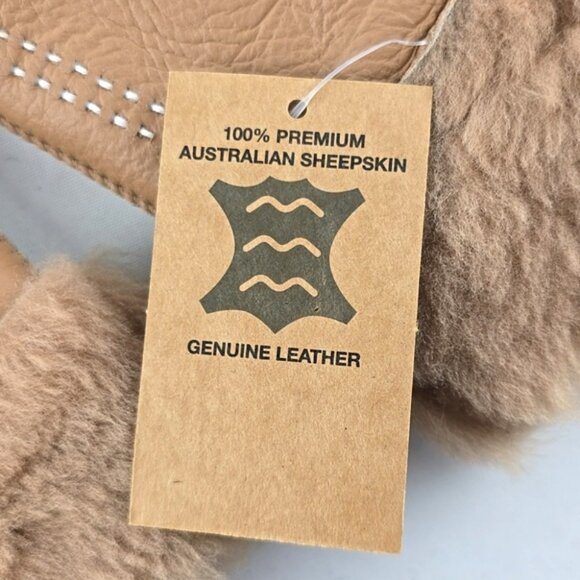 100% PREMIUM
AUSTRALIAN SHEEPSKIN
GENUINE LEATHER